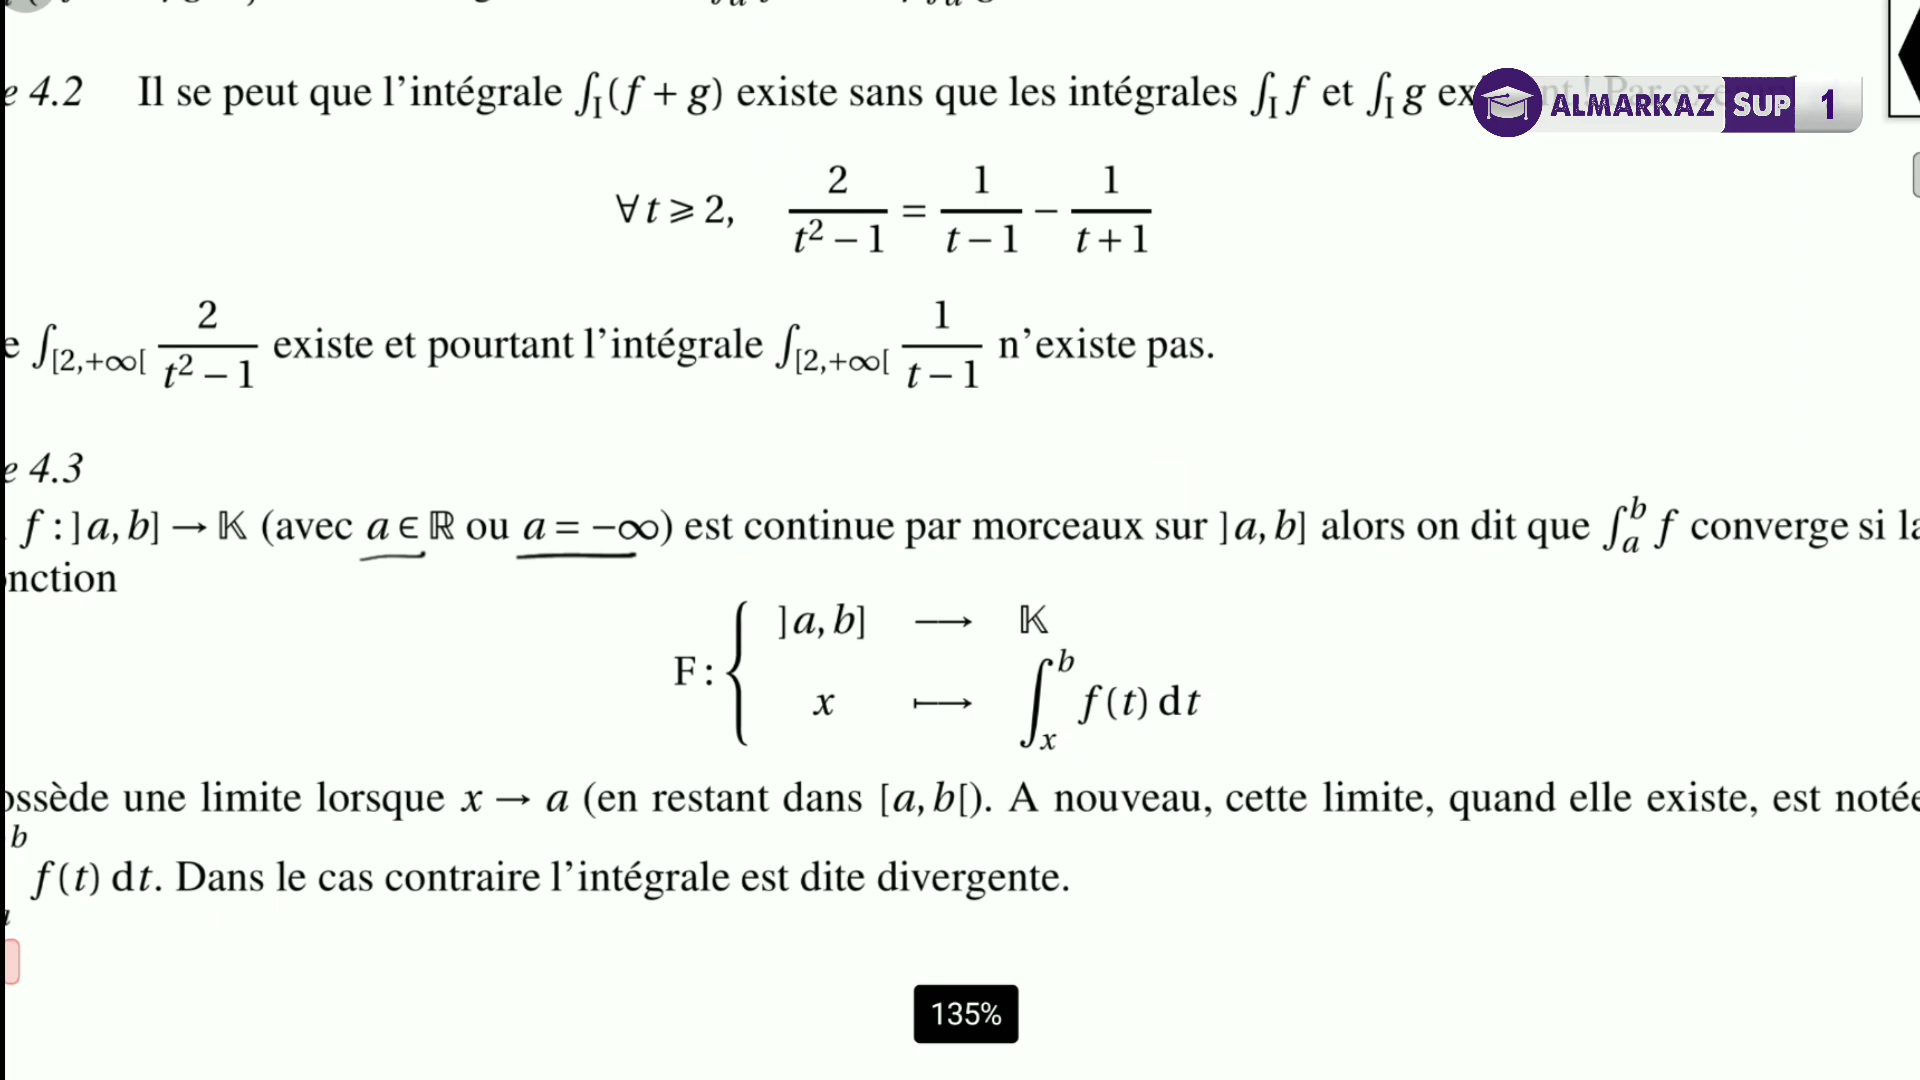 4.2 Il se peut que l'intégrale ∫_I (f + g) existe sans que les intégrales ∫_I f et ∫_I g
ALMARKAZ SUP 1
∀ t ⩾ 2, 2/(t² − 1) = 1/(t − 1) − 1/(t + 1)
∫_[2,+∞[ 2/(t² − 1) existe et pourtant l'intégrale ∫_[2,+∞[ 1/(t − 1) n'existe pas.
4.3
f : ]a, b] → 𝕂 (avec a ∈ ℝ ou a = −∞) est continue par morceaux sur ]a, b] alors on dit que ∫_a^b f converge si
F : { ]a, b] ⟶ 𝕂
x ⟼ ∫_x^b f(t) dt
une limite lorsque x → a (en restant dans [a, b[). A nouveau, cette limite, quand elle existe, est notée
b
f(t) dt. Dans le cas contraire l'intégrale est dite divergente.
135%